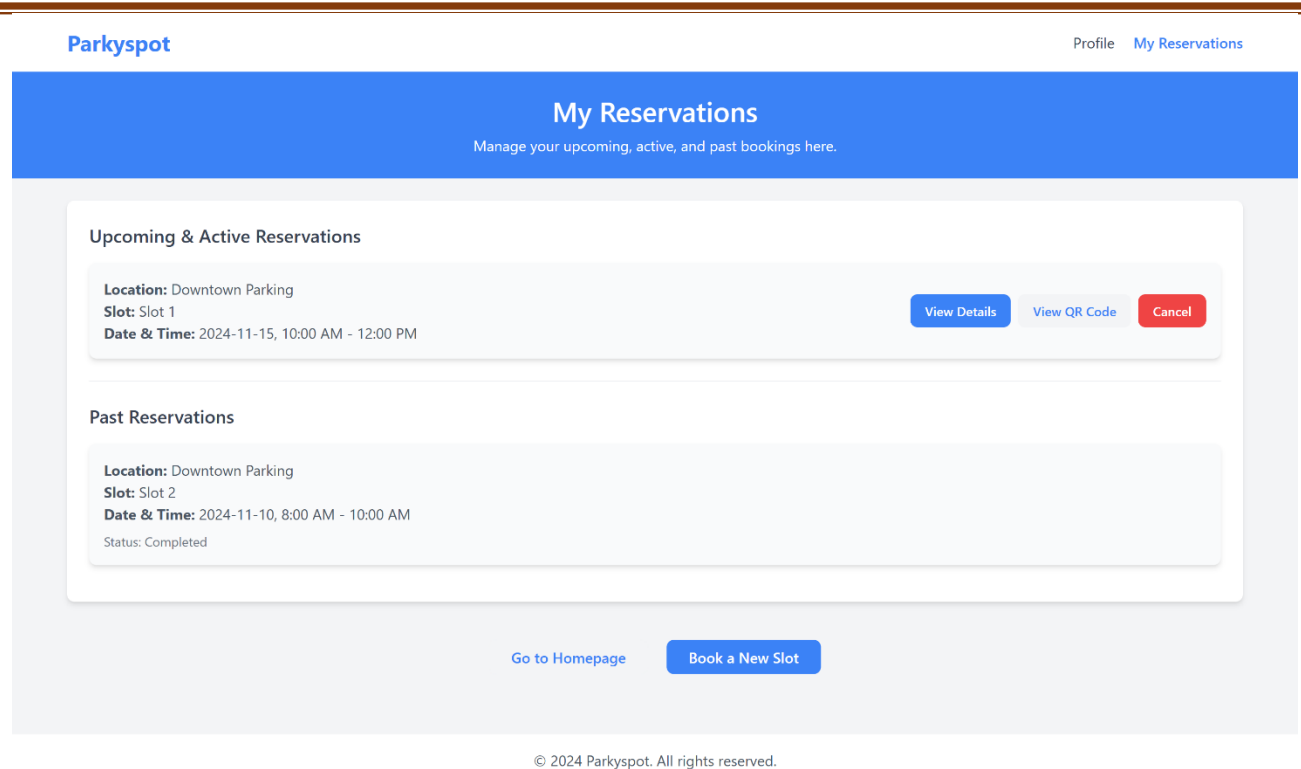 Parkyspot
Profile My Reservations
My Reservations
Manage your upcoming, active, and past bookings here.
Upcoming & Active Reservations
Location: Downtown Parking
Slot: Slot 1
Date & Time: 2024-11-15, 10:00 AM - 12:00 PM
View Details View QR Code Cancel
Past Reservations
Location: Downtown Parking
Slot: Slot 2
Date & Time: 2024-11-10, 8:00 AM - 10:00 AM
Status: Completed
Go to Homepage Book a New Slot
© 2024 Parkyspot. All rights reserved.